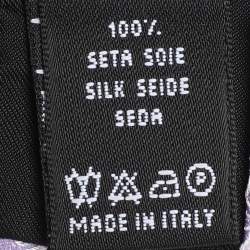 100%
SETA SOIE
SILK SEIDE
SEDA
MADE IN ITALY